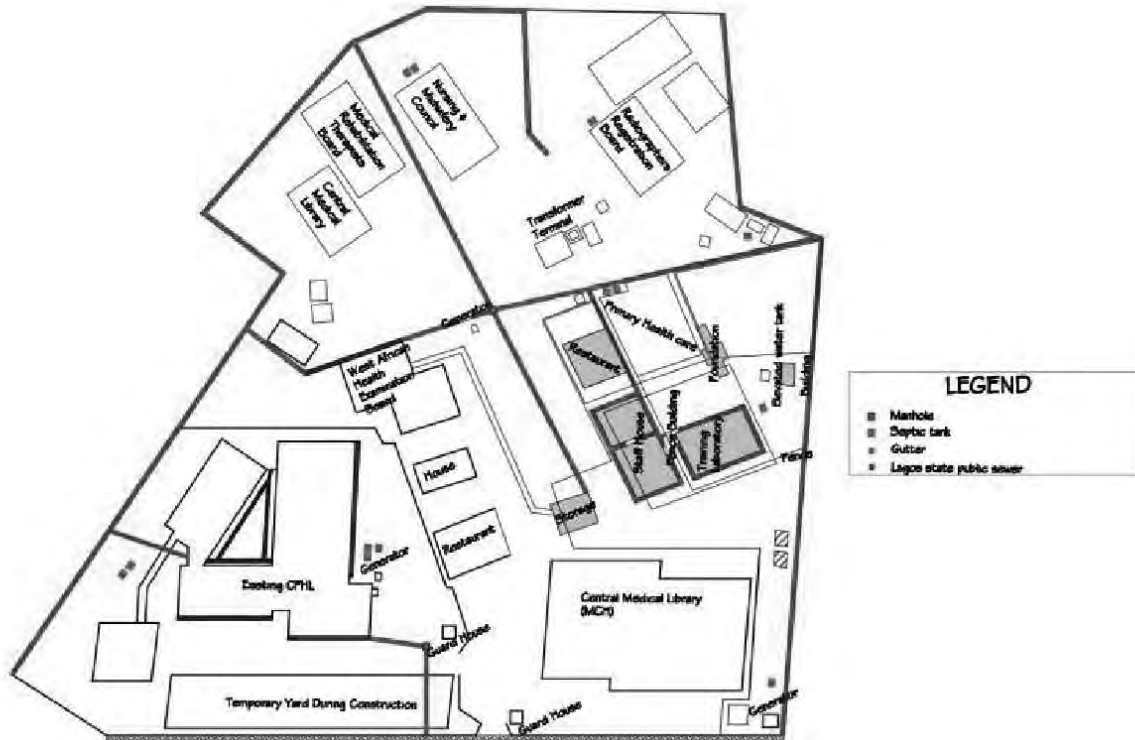 Medical
Rehabilitation
Therapists
Board
Nursing &
Midwifery
Council
Radiographers
Registration
Board
Central
Medical
Library
Transformer
Terminal
Generator
Primary Health care
Restaurant
Foundation
Elevated water tank
Building
West African
Health
Examination
Board
Staff House
Building
Training
Laboratory
Fence
House
Storage
Restaurant
Generator
Existing CPHL
Central Medical Library
(MCH)
Guard House
Temporary Yard During Construction
Guard House
Generator
LEGEND
Manhole
Septic tank
Gutter
Lagos state public sewer